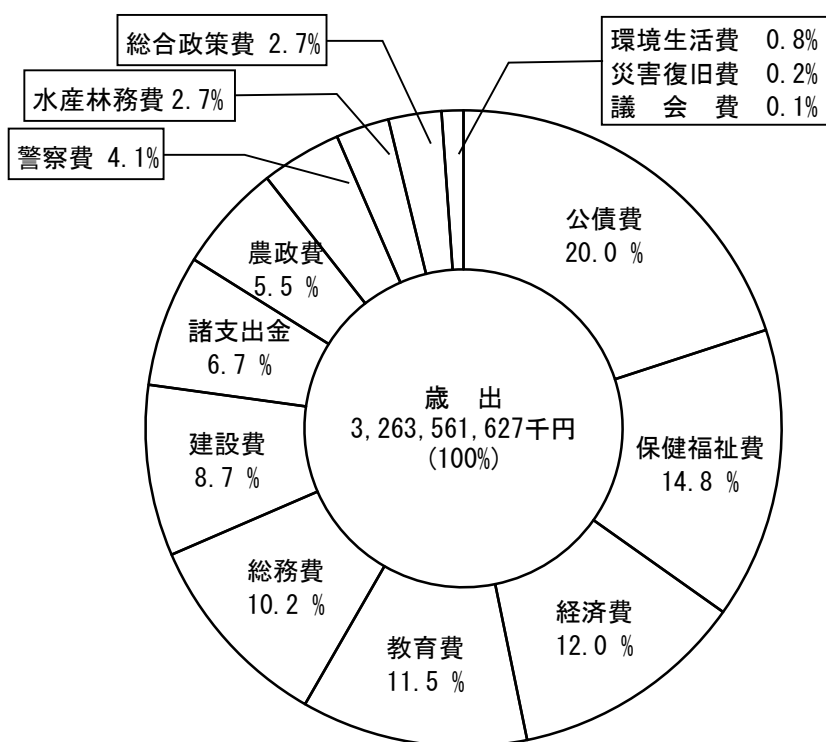 総合政策費 2.7%
水産林務費 2.7%
警察費 4.1%
環境生活費 0.8%
災害復旧費 0.2%
議 会 費 0.1%
公債費
20.0 %
保健福祉費
14.8 %
経済費
12.0 %
教育費
11.5 %
総務費
10.2 %
建設費
8.7 %
諸支出金
6.7 %
農政費
5.5 %
歳 出
3,263,561,627千円
(100%)